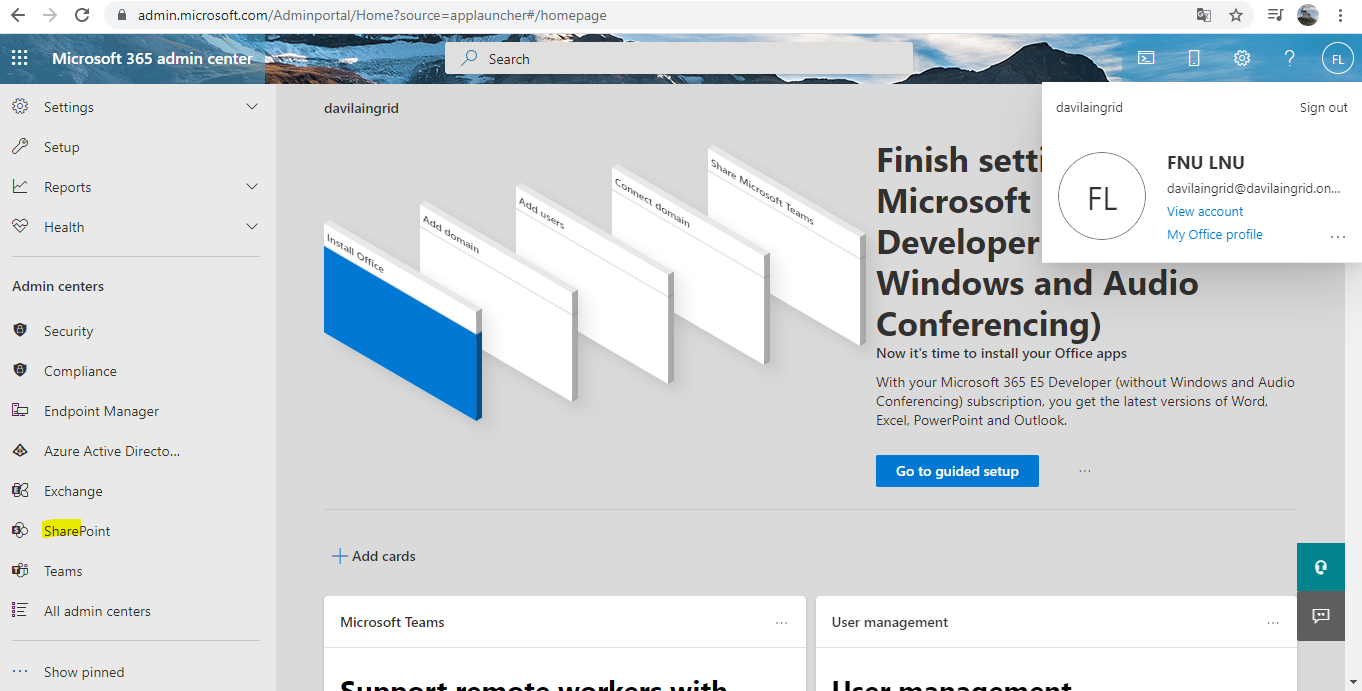 admin.microsoft.com/Adminportal/Home?source=applauncher#/homepage
Microsoft 365 admin center
Search
FL
Settings
Setup
Reports
Health
Admin centers
Security
Compliance
Endpoint Manager
Azure Active Directo...
Exchange
SharePoint
Teams
All admin centers
Show pinned
davilaingrid
Install Office
Add domain
Add users
Connect domain
Share Microsoft Teams
Finish setti
Microsoft
Developer
Windows and Audio
Conferencing)
Now it's time to install your Office apps
With your Microsoft 365 E5 Developer (without Windows and Audio
Conferencing) subscription, you get the latest versions of Word,
Excel, PowerPoint and Outlook.
Go to guided setup
...
davilaingrid
Sign out
FL
FNU LNU
davilaingrid@davilaingrid.on...
View account
My Office profile
...
Add cards
Microsoft Teams
...
Support remote workers with
User management
...
User management